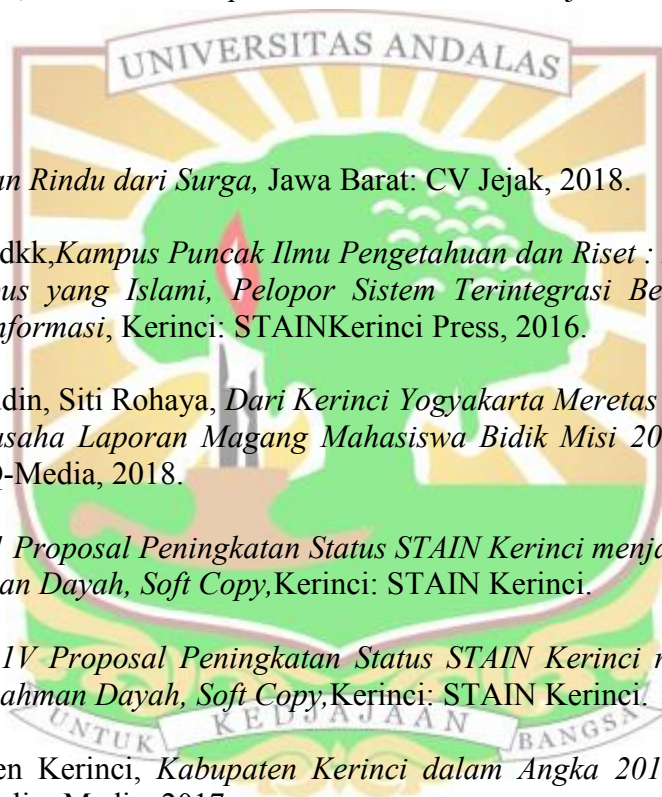 UNIVERSITAS ANDALAS
an Rindu dari Surga, Jawa Barat: CV Jejak, 2018.
dkk,Kampus Puncak Ilmu Pengetahuan dan Riset :
us yang Islami, Pelopor Sistem Terintegrasi Be
nformasi, Kerinci: STAINKerinci Press, 2016.
din, Siti Rohaya, Dari Kerinci Yogyakarta Meretas
usaha Laporan Magang Mahasiswa Bidik Misi 20
-Media, 2018.
Proposal Peningkatan Status STAIN Kerinci menja
an Dayah, Soft Copy,Kerinci: STAIN Kerinci.
1V Proposal Peningkatan Status STAIN Kerinci
ahman Dayah, Soft Copy,Kerinci: STAIN Kerinci.
UNTUK KEDJAJAAN BANGSA
en Kerinci, Kabupaten Kerinci dalam Angka 201
Media, 2017